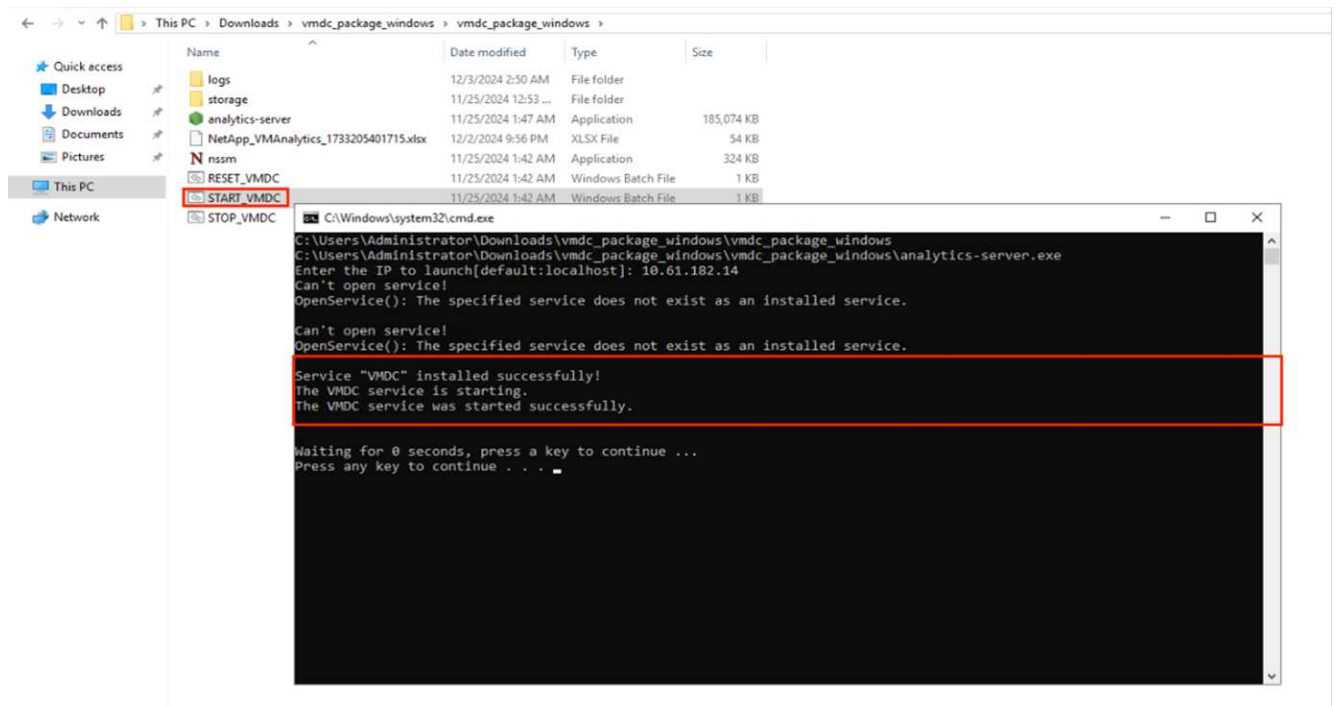 This PC > Downloads > vmdc_package_windows > vmdc_package_windows >
Name Date modified Type Size
Quick access
Desktop
Downloads
Documents
Pictures
This PC
Network
logs 12/3/2024 2:50 AM File folder
storage 11/25/2024 12:53 ... File folder
analytics-server 11/25/2024 1:47 AM Application 185,074 KB
NetApp_VMAnalytics_1733205401715.xlsx 12/2/2024 9:56 PM XLSX File 54 KB
nssm 11/25/2024 1:42 AM Application 324 KB
RESET_VMDC 11/25/2024 1:42 AM Windows Batch File 1 KB
START_VMDC 11/25/2024 1:42 AM Windows Batch File 1 KB
STOP_VMDC
C:\Windows\system32\cmd.exe
C:\Users\Administrator\Downloads\vmdc_package_windows\vmdc_package_windows
C:\Users\Administrator\Downloads\vmdc_package_windows\vmdc_package_windows\analytics-server.exe
Enter the IP to launch[default:localhost]: 10.61.182.14
Can't open service!
OpenService(): The specified service does not exist as an installed service.
Can't open service!
OpenService(): The specified service does not exist as an installed service.
Service "VMDC" installed successfully!
The VMDC service is starting.
The VMDC service was started successfully.
Waiting for 0 seconds, press a key to continue ...
Press any key to continue . . .